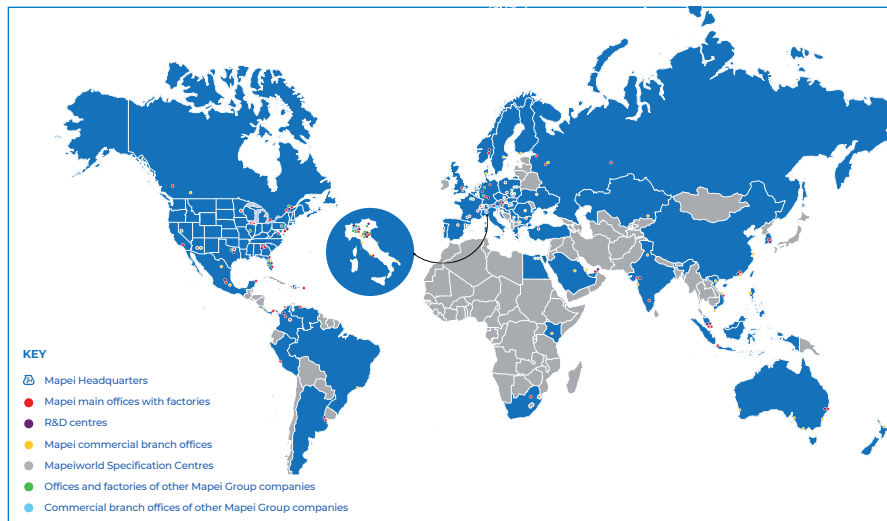 KEY
Mapei Headquarters
Mapei main offices with factories
R&D centres
Mapei commercial branch offices
Mapeiworld Specification Centres
Offices and factories of other Mapei Group companies
Commercial branch offices of other Mapei Group companies